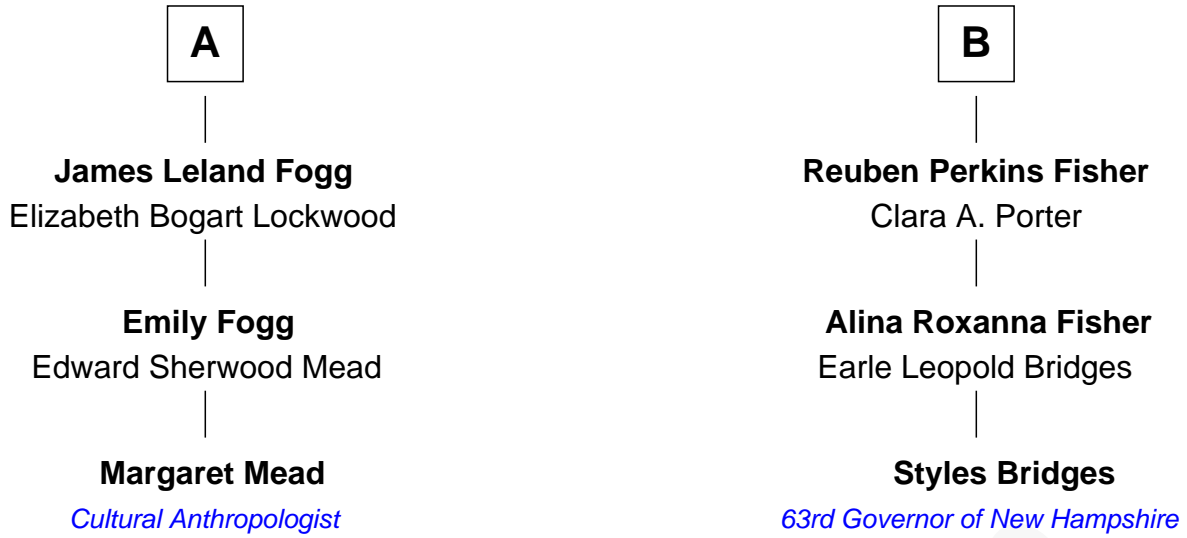 A
James Leland Fogg
Elizabeth Bogart Lockwood
Emily Fogg
Edward Sherwood Mead
Margaret Mead
Cultural Anthropologist
B
Reuben Perkins Fisher
Clara A. Porter
Alina Roxanna Fisher
Earle Leopold Bridges
Styles Bridges
63rd Governor of New Hampshire